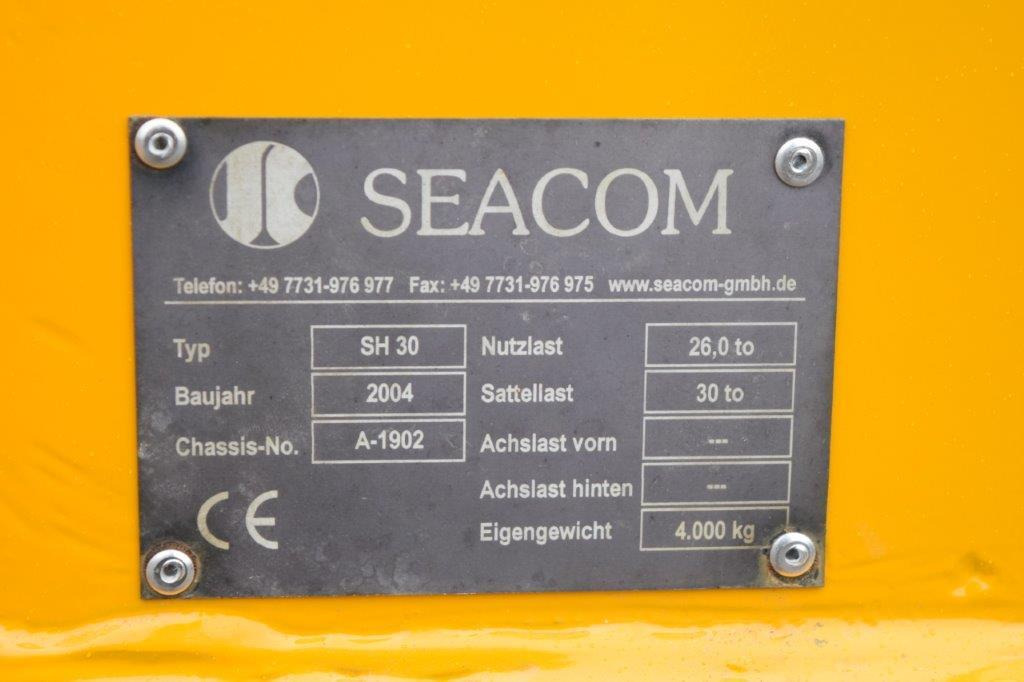 SEACOM
Telefon: +49 7731-976 977 Fax: +49 7731-976 975 www.seacom-gmbh.de
Typ SH 30 Nutzlast 26,0 to
Baujahr 2004 Sattellast 30 to
Chassis-No. A-1902 Achslast vorn ---
Achslast hinten ---
CE Eigengewicht 4.000 kg